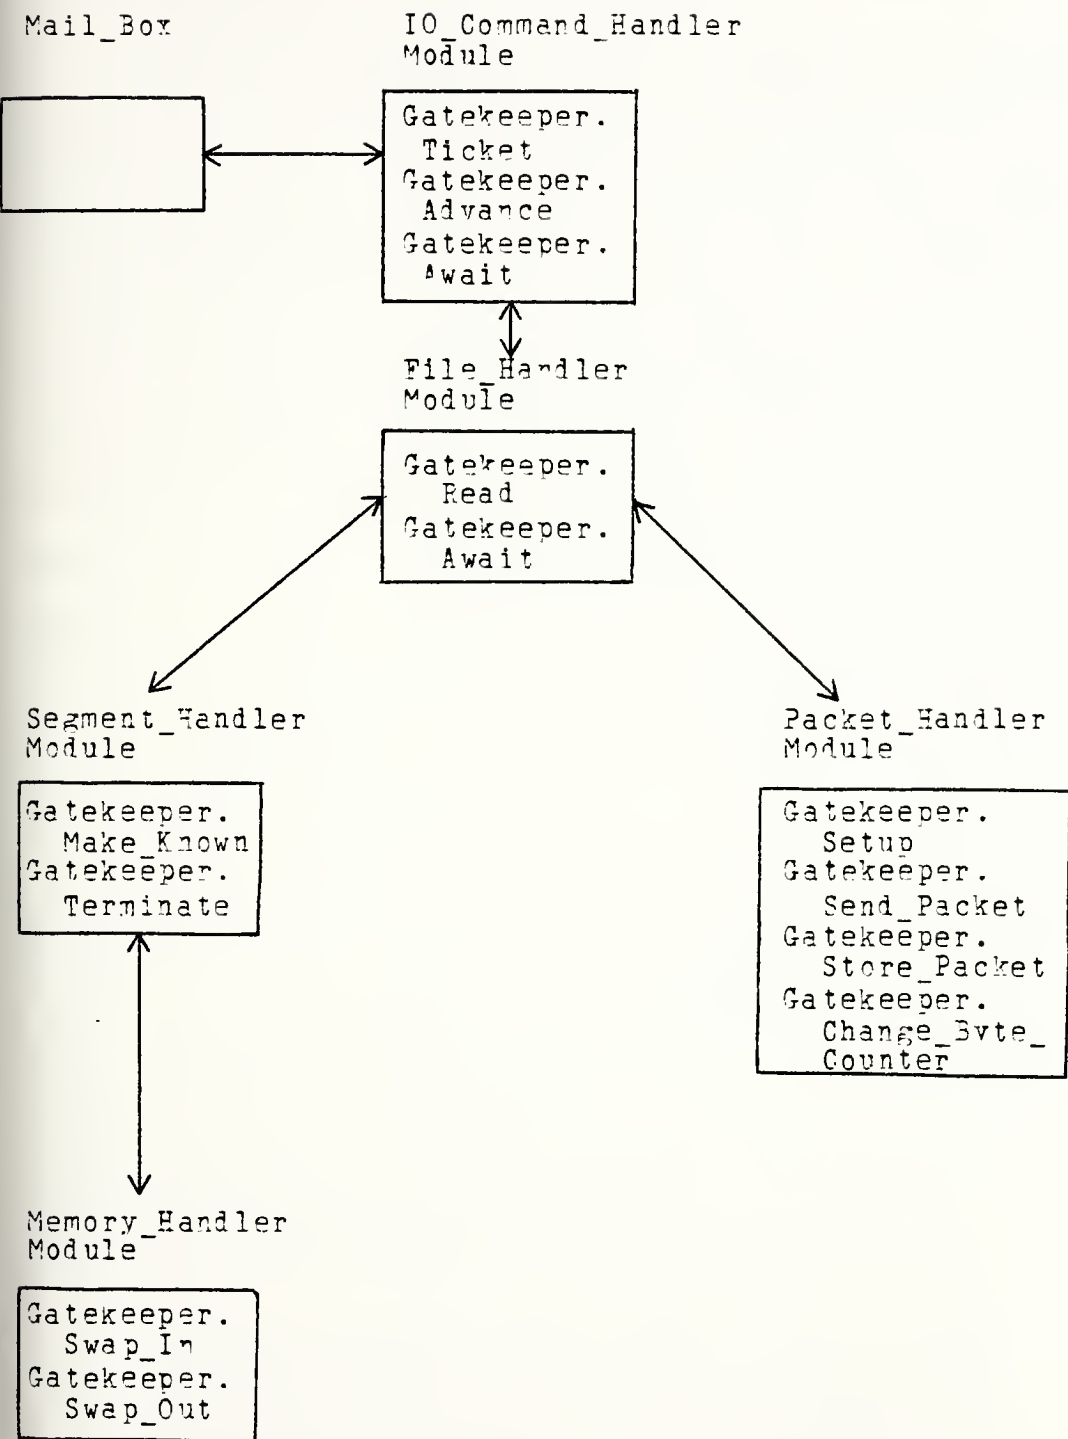 Mail_Box
IO_Command_Handler
Module
Gatekeeper.
Ticket
Gatekeeper.
Advance
Gatekeeper.
Await
File_Handler
Module
Gatekeeper.
Read
Gatekeeper.
Await
Segment_Handler
Module
Gatekeeper.
Make_Known
Gatekeeper.
Terminate
Packet_Handler
Module
Gatekeeper.
Setup
Gatekeeper.
Send_Packet
Gatekeeper.
Store_Packet
Gatekeeper.
Change_Byte_
Counter
Memory_Handler
Module
Gatekeeper.
Swap_In
Gatekeeper.
Swap_Out